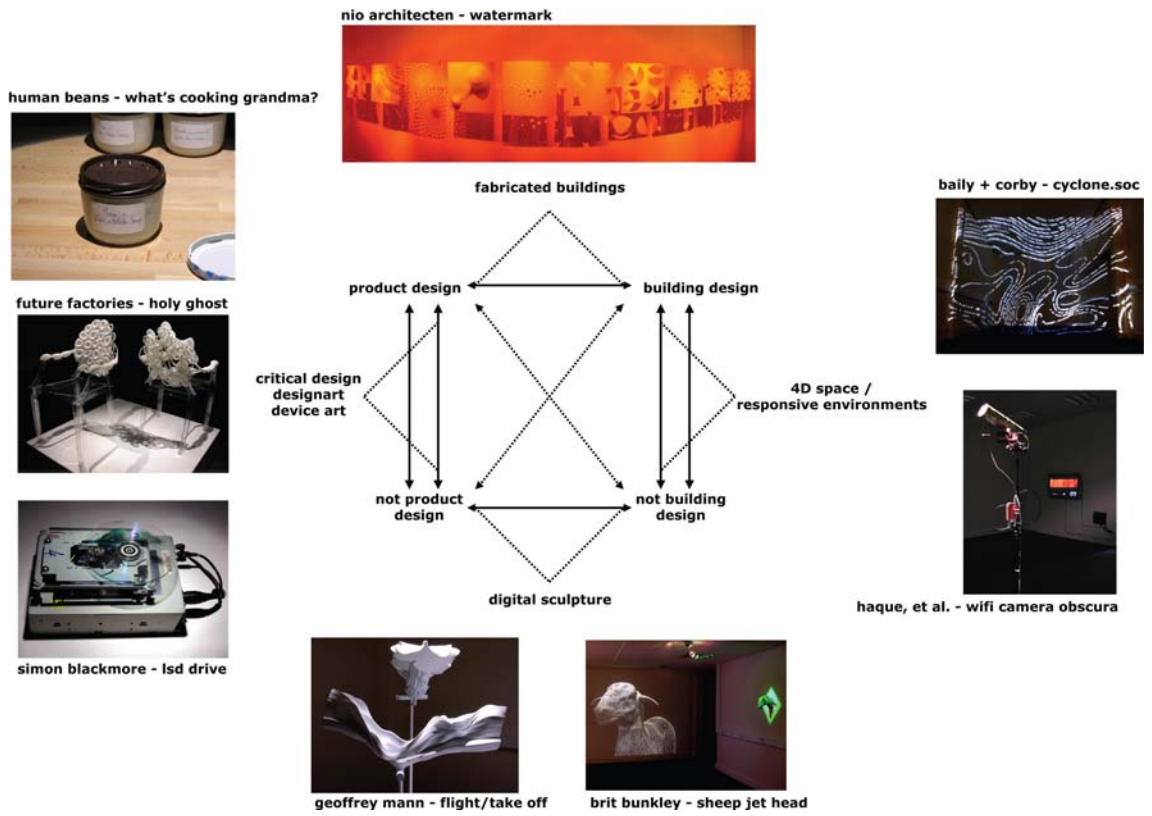 nio architecten - watermark
human beans - what's cooking grandma?
fabricated buildings
baily + corby - cyclone.soc
product design
building design
future factories - holy ghost
critical design
designart
device art
4D space /
responsive environments
not product
design
not building
design
digital sculpture
haque, et al. - wifi camera obscura
simon blackmore - lsd drive
geoffrey mann - flight/take off
brit bunkley - sheep jet head